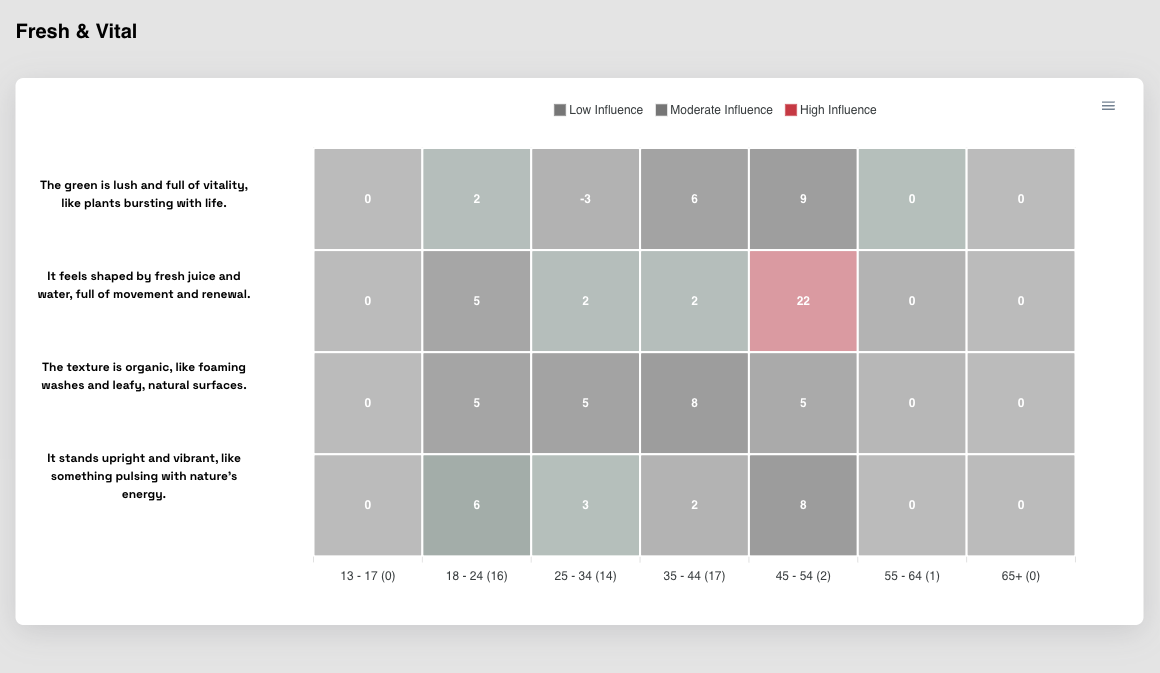 Fresh & Vital
Low Influence Moderate Influence High Influence
The green is lush and full of vitality,
like plants bursting with life.
0 2 -3 6 9 0 0
It feels shaped by fresh juice and
water, full of movement and renewal.
0 5 2 2 22 0 0
The texture is organic, like foaming
washes and leafy, natural surfaces.
0 5 5 8 5 0 0
It stands upright and vibrant, like
something pulsing with nature's
energy.
0 6 3 2 8 0 0
13 - 17 (0) 18 - 24 (16) 25 - 34 (14) 35 - 44 (17) 45 - 54 (2) 55 - 64 (1) 65+ (0)